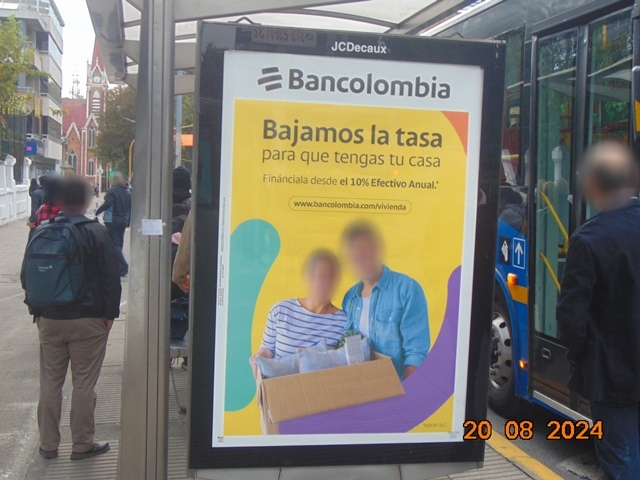 JCDecaux
Bancolombia
Bajamos la tasa
para que tengas tu casa
Fináncialа desde el 10% Efectivo Anual.*
www.bancolombia.com/vivienda
20 08 2024